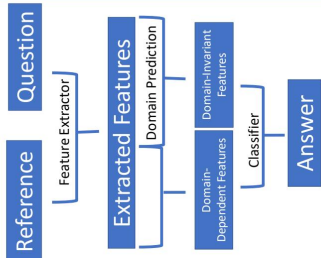 Reference
Question
Feature Extractor
Extracted Features
Domain Prediction
Domain-
Dependent Features
Domain-Invariant
Features
Classifier
Answer